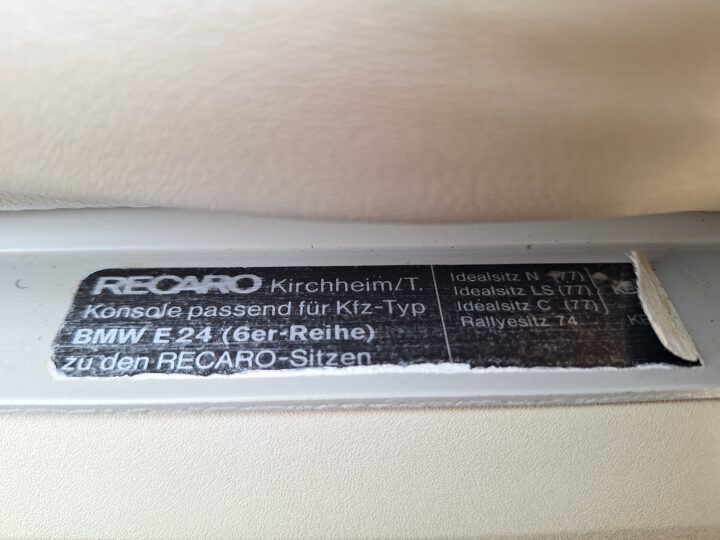 RECARO Kirchheim/T.
Konsole passend für Kfz-Typ
BMW E 24 (6er-Reihe)
zu den RECARO-Sitzen
Idealsitz N (77)
Idealsitz LS (77)
Idealsitz C (77)
Rallyesitz 74